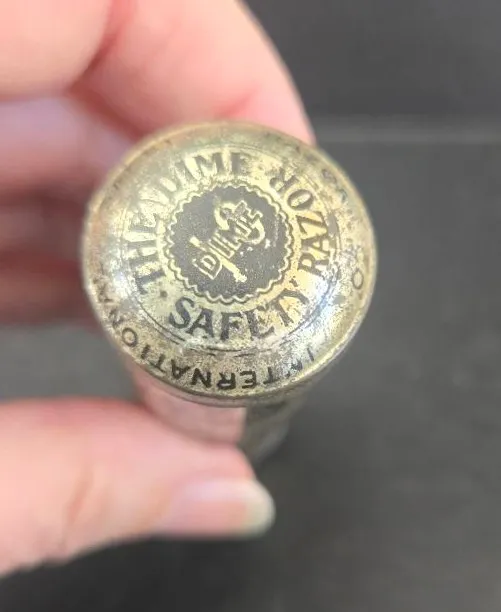 THE DIME
SAFETY RAZOR
DIME
INTERNATIONAL